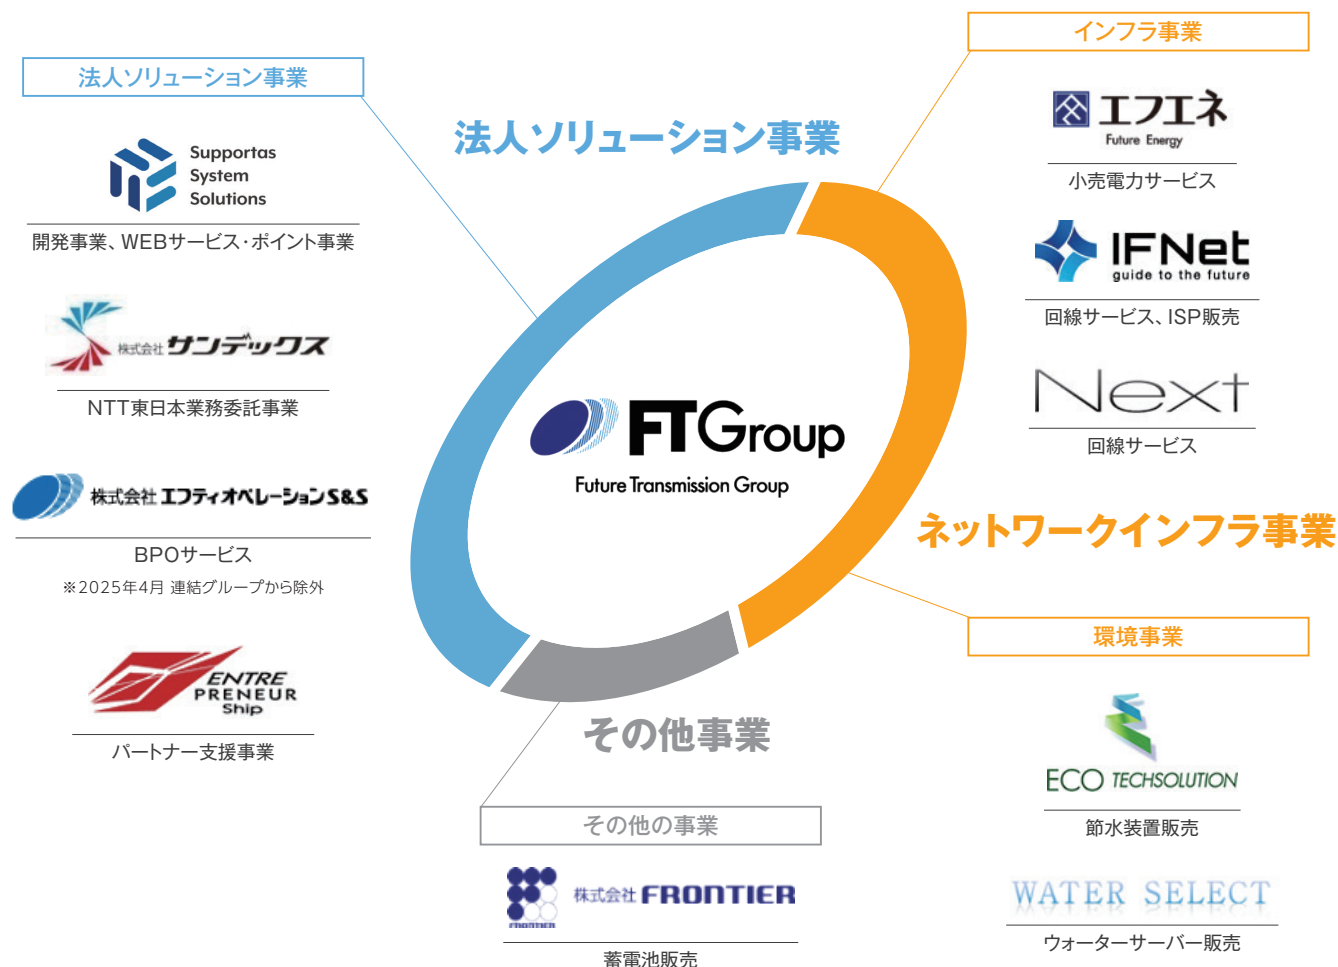 法人ソリューション事業
Supportas
System
Solutions
開発事業、WEBサービス・ポイント事業
株式会社 サンデックス
NTT東日本業務委託事業
株式会社 エフティオペレーションS&S
BPOサービス
※2025年4月 連結グループから除外
ENTRE
PRENEUR
Ship
パートナー支援事業
法人ソリューション事業
FTGroup
Future Transmission Group
ネットワークインフラ事業
その他事業
その他の事業
FRONTIER
株式会社 FRONTIER
蓄電池販売
インフラ事業
エフエネ
Future Energy
小売電力サービス
IFNet
guide to the future
回線サービス、ISP販売
Next
回線サービス
環境事業
ECO TECHSOLUTION
節水装置販売
WATER SELECT
ウォーターサーバー販売